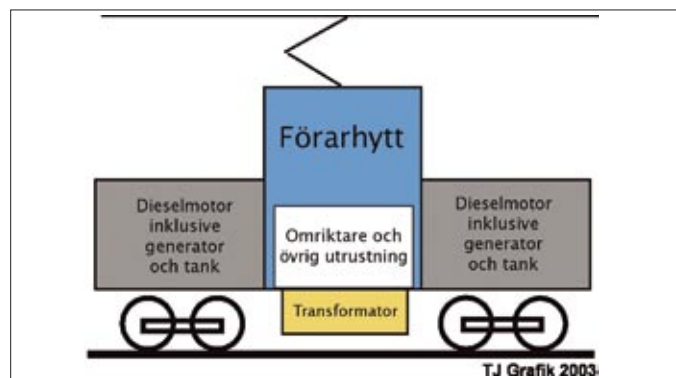 Förarhytt
Dieselmotor
inklusive
generator
och tank
Omriktare och
övrig utrustning
Dieselmotor
inklusive
generator
och tank
Transformator
TJ Grafik 2003-